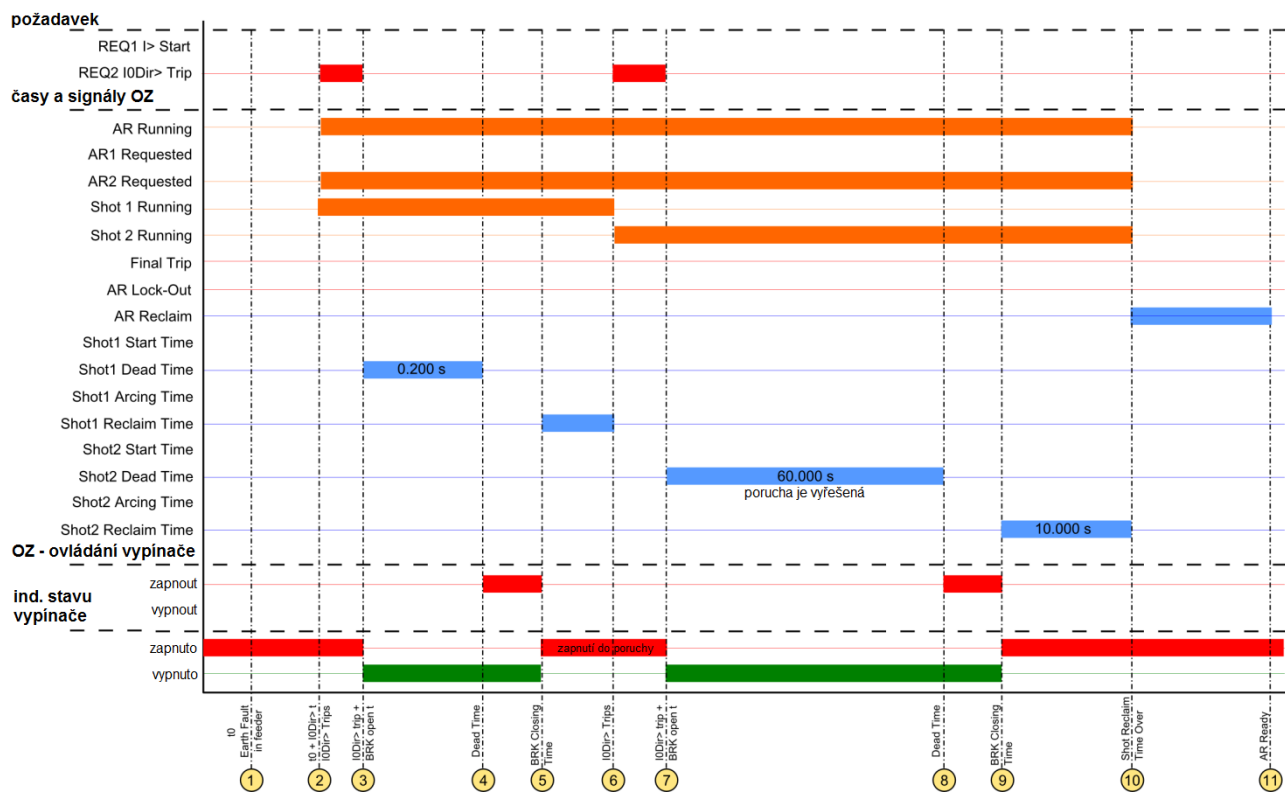 požadavek
REQ1 I> Start
REQ2 I0Dir> Trip
časy a signály OZ
AR Running
AR1 Requested
AR2 Requested
Shot 1 Running
Shot 2 Running
Final Trip
AR Lock-Out
AR Reclaim
Shot1 Start Time
Shot1 Dead Time
0.200 s
Shot1 Arcing Time
Shot1 Reclaim Time
Shot2 Start Time
Shot2 Dead Time
60.000 s
porucha je vyřešená
Shot2 Arcing Time
Shot2 Reclaim Time
10.000 s
OZ - ovládání vypínače
zapnout
vypnout
ind. stavu
vypínače
zapnuto
zapnutí do poruchy
vypnuto
t0
Earth Fault
in feeder
t0 + I0Dir> t
I0Dir> Trips
I0Dir> trip +
BRK open t
Dead Time
BRK Closing
Time
I0Dir> Trips
I0Dir> trip +
BRK open t
Dead Time
BRK Closing
Time
Shot Reclaim
Time Over
AR Ready
1
2
3
4
5
6
7
8
9
10
11